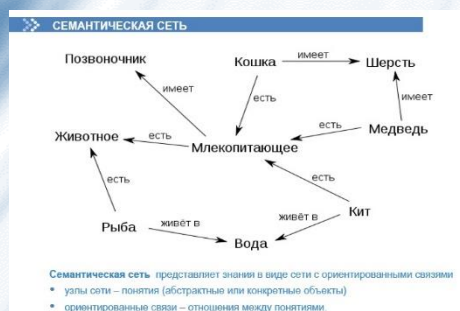 СЕМАНТИЧЕСКАЯ СЕТЬ
Позвоночник
Кошка
имеет
Шерсть
имеет
есть
имеет
Животное
есть
Млекопитающее
есть
Медведь
есть
есть
Рыба
живёт в
Вода
живёт в
Кит
Семантическая сеть представляет знания в виде сети с ориентированными связями
• узлы сети – понятия (абстрактные или конкретные объекты)
• ориентированные связи – отношения между понятиями